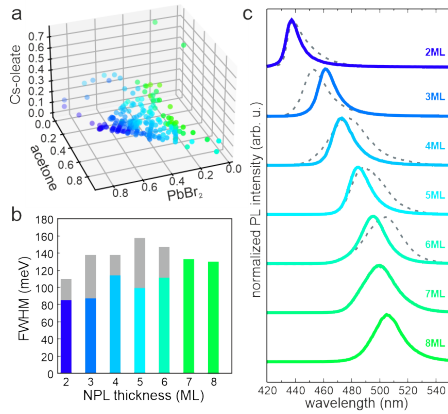 a
Cs-oleate
0.7
0.6
0.5
0.4
0.3
0.2
0.1
0.0
0.0
0.2
0.4
0.6
0.8
acetone
0.8
0.6
0.4
0.2
0.0
PbBr₂
b
FWHM (meV)
180
160
140
120
100
80
60
40
20
0
2 3 4 5 6 7 8
NPL thickness (ML)
c
normalized PL intensity (arb. u.)
2ML
3ML
4ML
5ML
6ML
7ML
8ML
420 440 460 480 500 520 540
wavelength (nm)